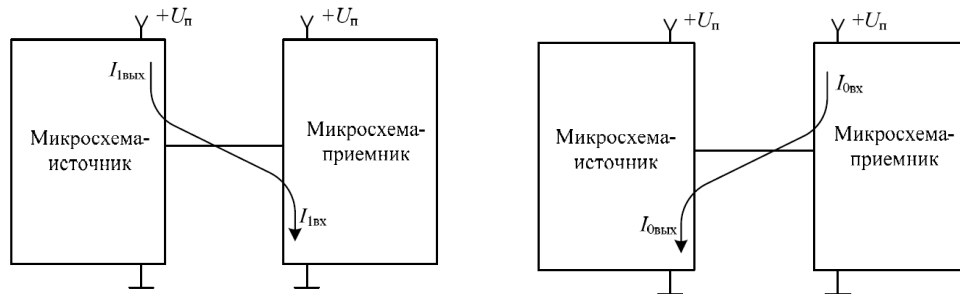 +Uп
+Uп
I1вых
Микросхема-
источник
Микросхема-
приемник
I1вх
+Uп
+Uп
I0вх
Микросхема-
источник
Микросхема-
приемник
I0вых